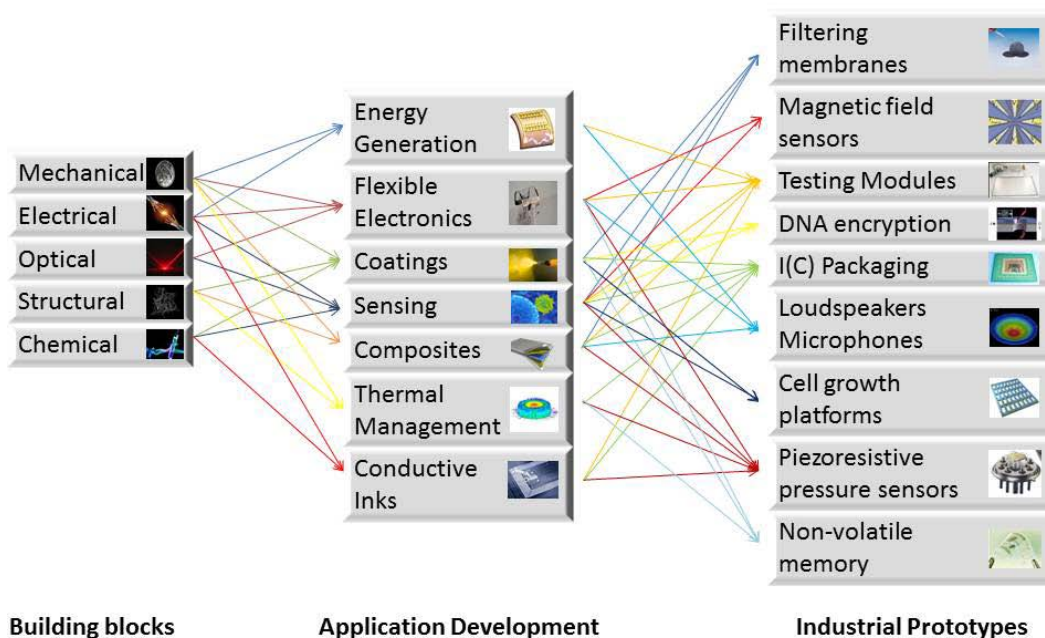 Mechanical
Electrical
Optical
Structural
Chemical
Building blocks
Energy
Generation
Flexible
Electronics
Coatings
Sensing
Composites
Thermal
Management
Conductive
Inks
Application Development
Filtering
membranes
Magnetic field
sensors
Testing Modules
DNA encryption
I(C) Packaging
Loudspeakers
Microphones
Cell growth
platforms
Piezoresistive
pressure sensors
Non-volatile
memory
Industrial Prototypes